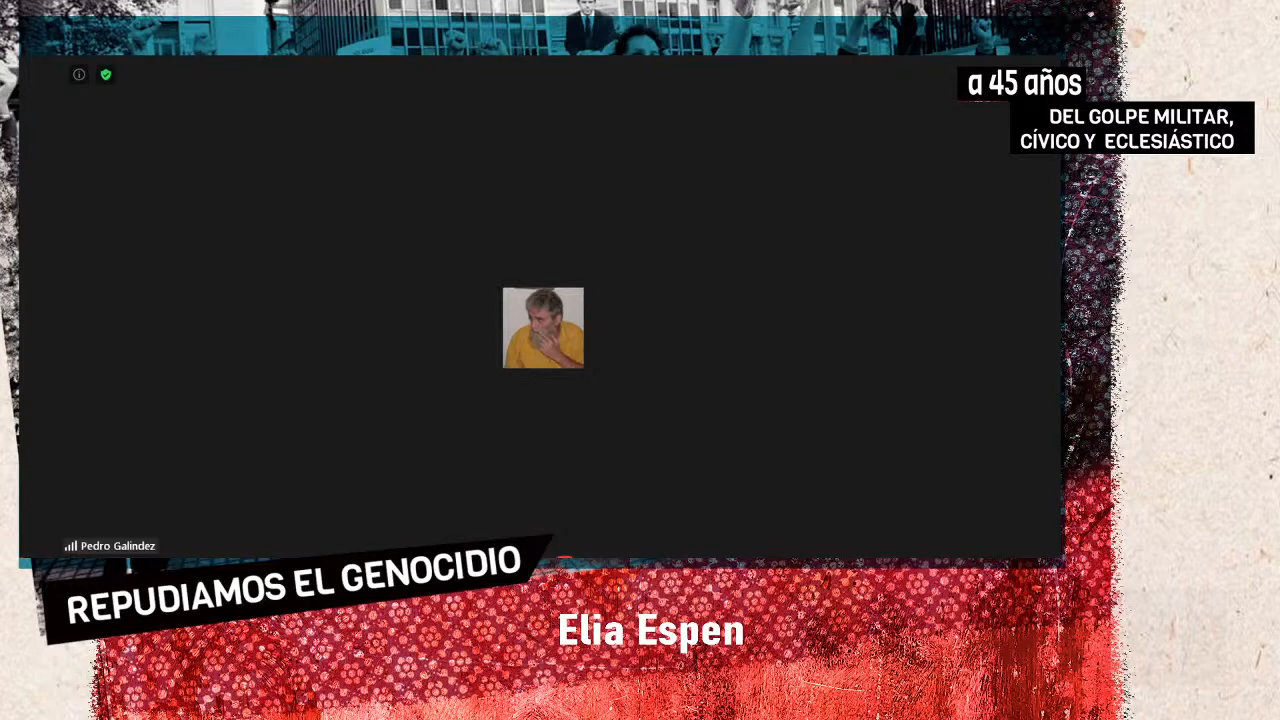 a 45 años
DEL GOLPE MILITAR,
CÍVICO Y ECLESIÁSTICO
Pedro Galindez
REPUDIAMOS EL GENOCIDIO
Elia Espen